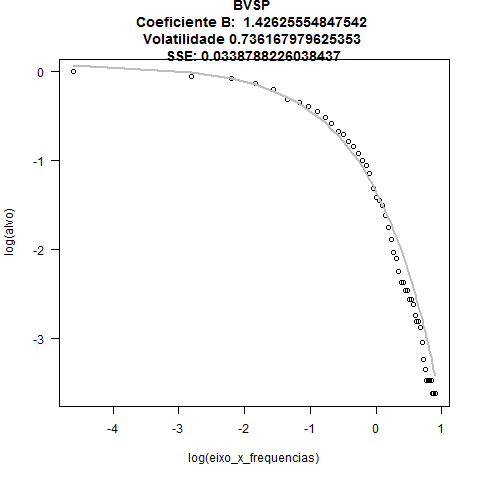 BVSP
Coeficiente B:  1.42625554847542
Volatilidade 0.736167979625353
SSE: 0.0338788226038437
0
-1
-2
-3
log(alvo)
-4
-3
-2
-1
0
1
log(eixo_x_frequencias)